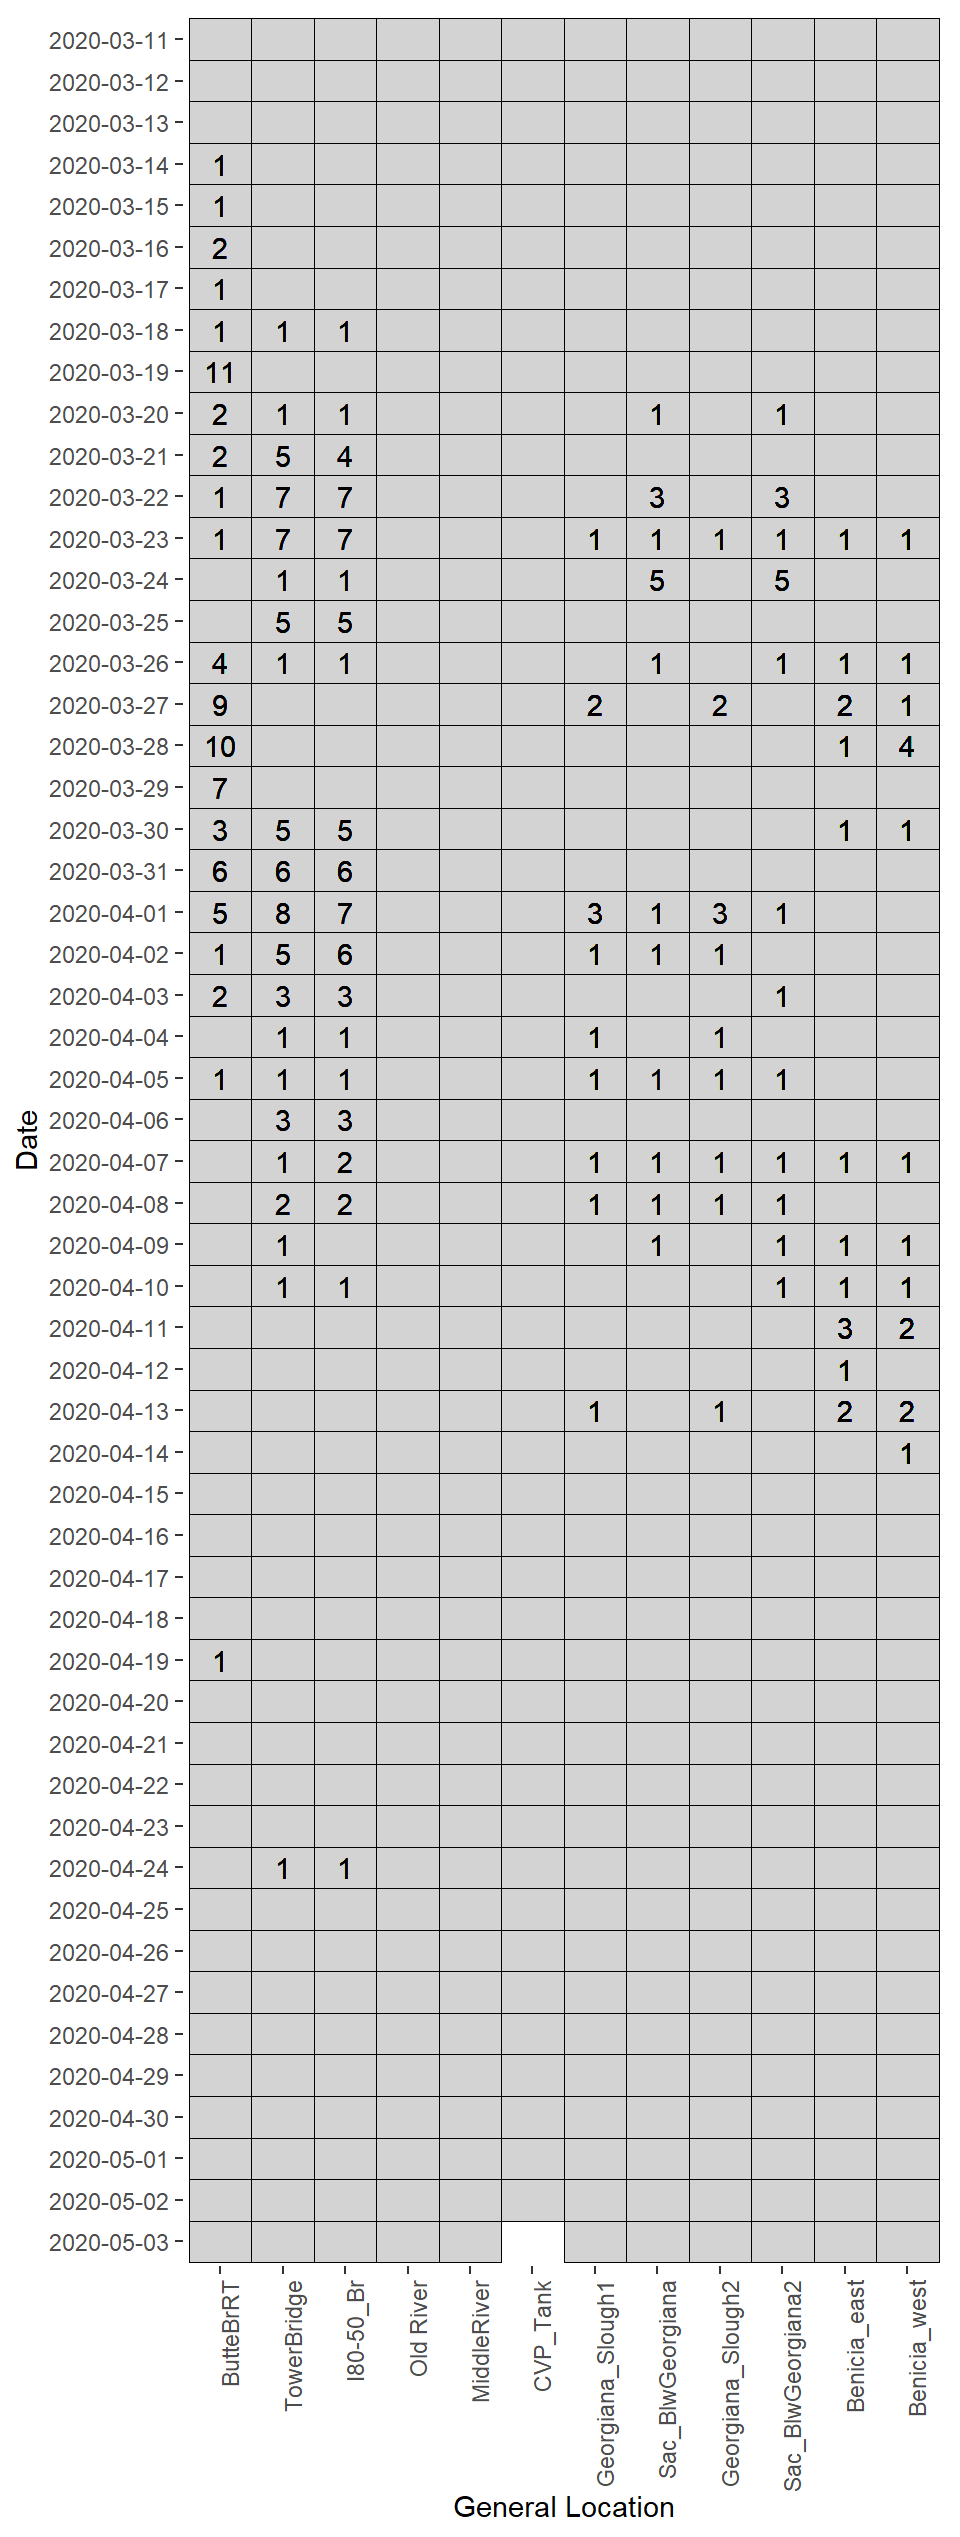 2020-03-11
2020-03-12
2020-03-13
2020-03-14 1
2020-03-15 1
2020-03-16 2
2020-03-17 1
2020-03-18 1 1 1
2020-03-19 11
2020-03-20 2 1 1 1 1
2020-03-21 2 5 4
2020-03-22 1 7 7 3 3
2020-03-23 1 7 7 1 1 1 1 1 1
2020-03-24 1 1 5 5
2020-03-25 5 5
2020-03-26 4 1 1 1 1 1 1
2020-03-27 9 2 2 2 1
2020-03-28 10 1 4
2020-03-29 7
2020-03-30 3 5 5 1 1
2020-03-31 6 6 6
2020-04-01 5 8 7 3 1 3 1
2020-04-02 1 5 6 1 1 1
2020-04-03 2 3 3 1
2020-04-04 1 1 1 1
2020-04-05 1 1 1 1 1 1 1
2020-04-06 3 3
2020-04-07 1 2 1 1 1 1 1 1
2020-04-08 2 2 1 1 1 1
2020-04-09 1 1 1 1 1
2020-04-10 1 1 1 1 1
2020-04-11 3 2
2020-04-12 1
2020-04-13 1 1 2 2
2020-04-14 1
2020-04-15
2020-04-16
2020-04-17
2020-04-18
2020-04-19 1
2020-04-20
2020-04-21
2020-04-22
2020-04-23
2020-04-24 1 1
2020-04-25
2020-04-26
2020-04-27
2020-04-28
2020-04-29
2020-04-30
2020-05-01
2020-05-02
2020-05-03
Date
ButteBrRT
TowerBridge
I80-50_Br
Old River
MiddleRiver
CVP_Tank
Georgiana_Slough1
Sac_BlwGeorgiana
Georgiana_Slough2
Sac_BlwGeorgiana2
Benicia_east
Benicia_west
General Location